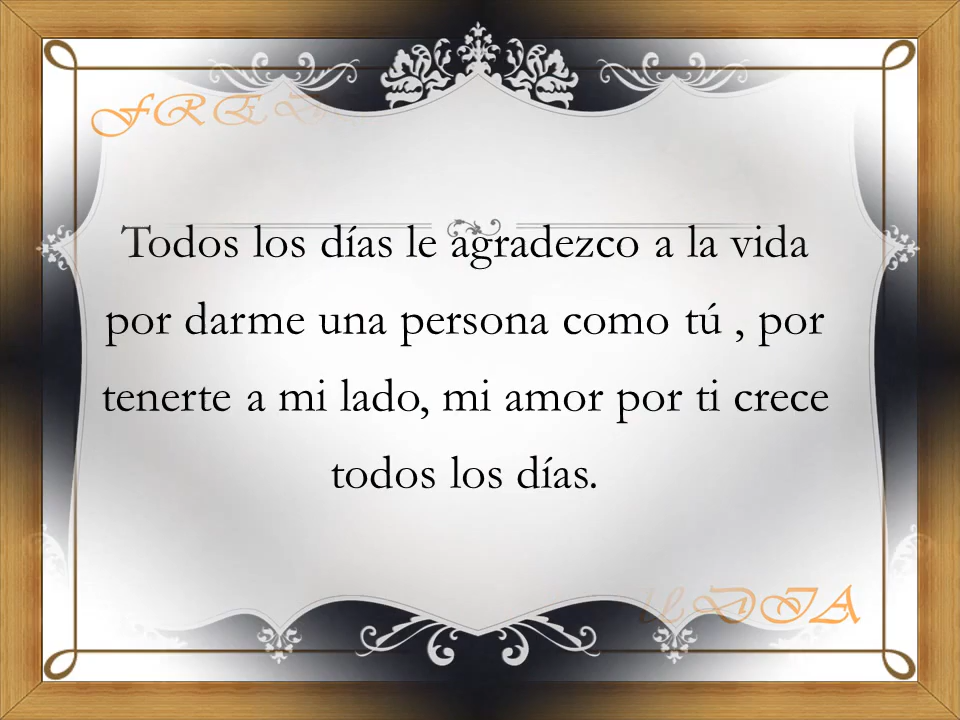 Todos los días le agradezco a la vida
por darme una persona como tú , por
tenerte a mi lado, mi amor por ti crece
todos los días.